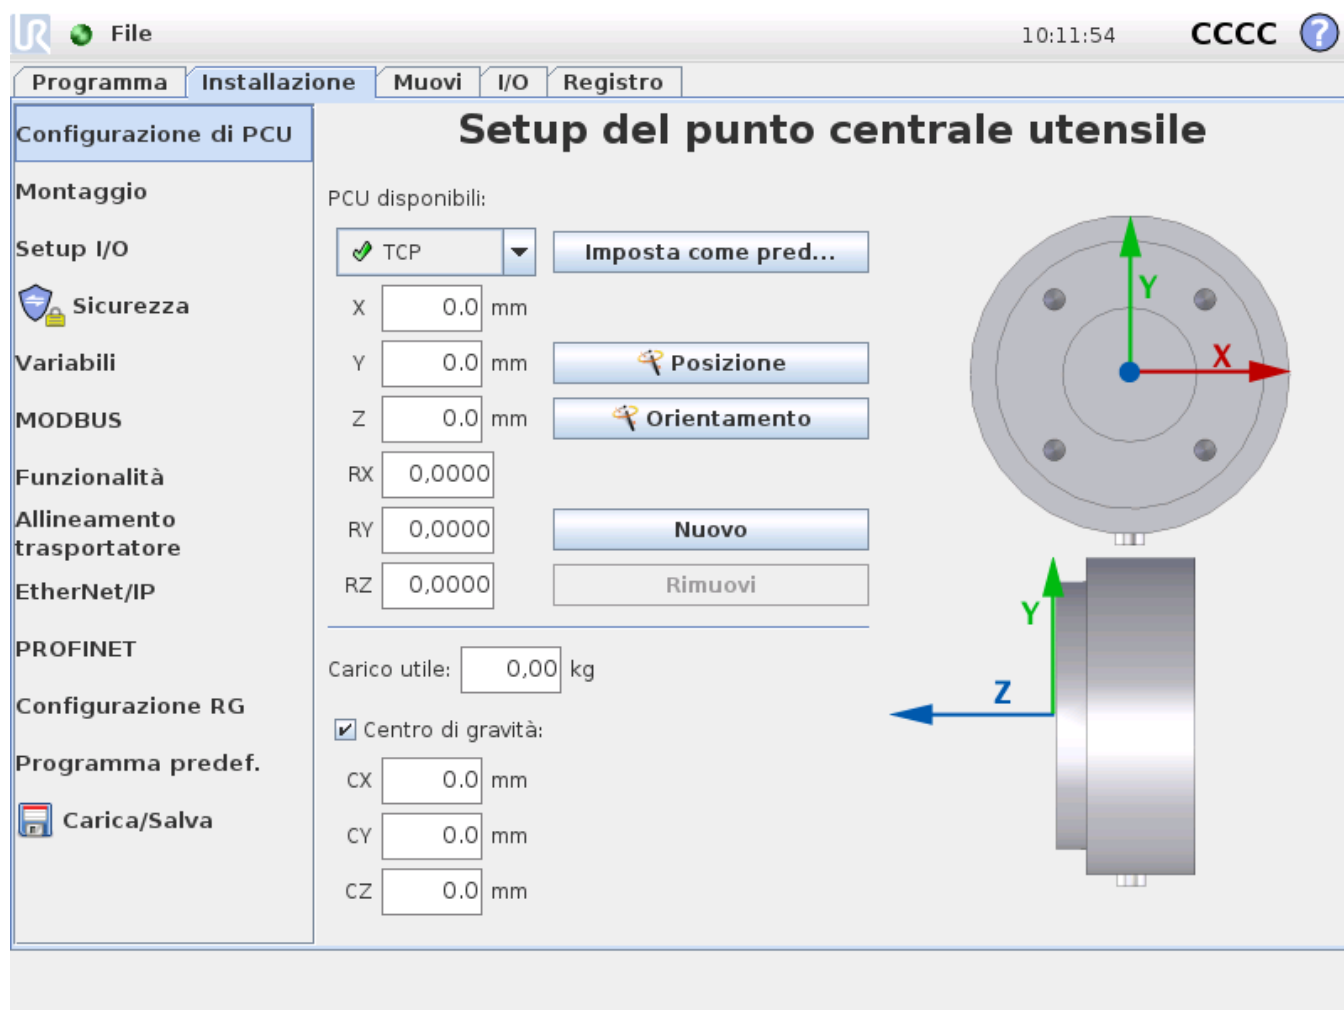 UR File 10:11:54 CCCC ?
Programma Installazione Muovi I/O Registro
Configurazione di PCU
Montaggio
Setup I/O
Sicurezza
Variabili
MODBUS
Funzionalità
Allineamento
trasportatore
EtherNet/IP
PROFINET
Configurazione RG
Programma predef.
Carica/Salva
Setup del punto centrale utensile
PCU disponibili:
TCP Imposta come pred...
X 0.0 mm
Y 0.0 mm Posizione
Z 0.0 mm Orientamento
RX 0,0000
RY 0,0000 Nuovo
RZ 0,0000 Rimuovi
Carico utile: 0,00 kg
Centro di gravità:
CX 0.0 mm
CY 0.0 mm
CZ 0.0 mm
Y
X
Y
Z